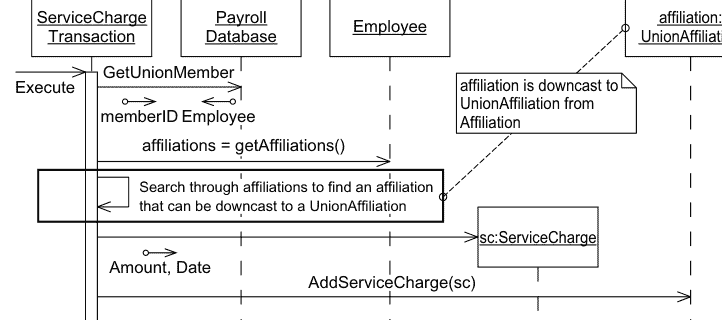 ServiceCharge
Transaction
Payroll
Database
Employee
affiliation:
Execute
GetUnionMember
memberID Employee
affiliation is downcast to
UnionAffiliation from
Affiliation
affiliations = getAffiliations()
Search through affiliations to find an affiliation
that can be downcast to a UnionAffiliation
sc:ServiceCharge
Amount, Date
AddServiceCharge(sc)